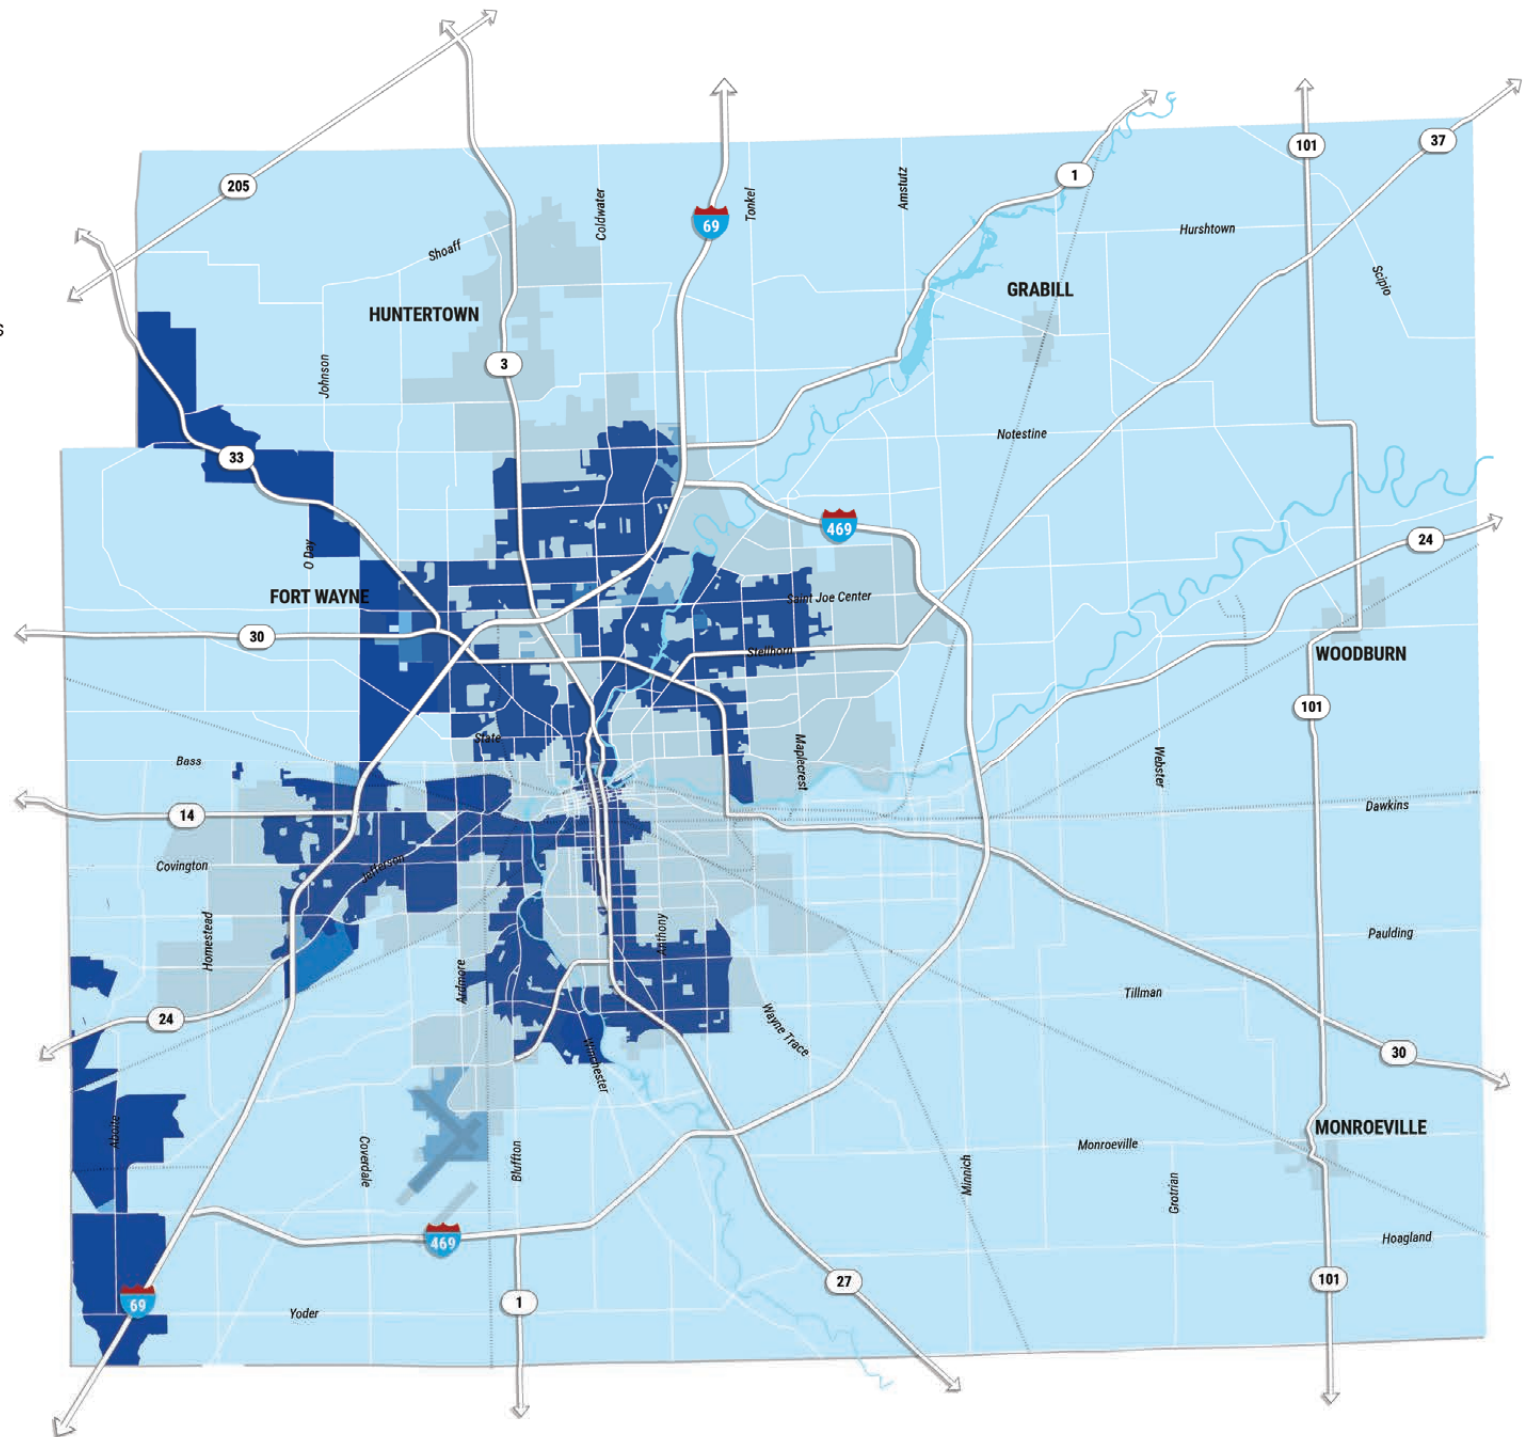 101
37
1
205
Coldwater
Tonkel
Amstutz
69
Hurshtown
Shoaff
Scipio
GRABILL
HUNTERTOWN
s
3
Johnson
Notestine
33
469
24
O Day
FORT WAYNE
Saint Joe Center
30
Stellhorn
WOODBURN
101
State
Bass
Maplecrest
Webster
14
Dawkins
Covington
Jefferson
Homestead
Anthony
Paulding
Ardmore
Tillman
24
Wayne Trace
30
Winchester
Aboite
MONROEVILLE
Coverdale
Bluffton
Monroeville
Minnich
Grotrian
469
Hoagland
69
27
101
1
Yoder